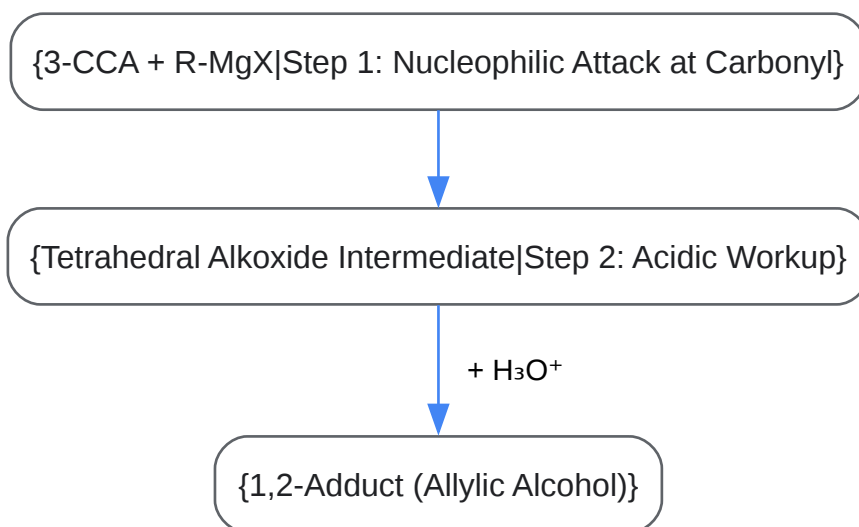 {3-CCA + R-MgX|Step 1: Nucleophilic Attack at Carbonyl}
{Tetrahedral Alkoxide Intermediate|Step 2: Acidic Workup}
+ H₃O⁺
{1,2-Adduct (Allylic Alcohol)}